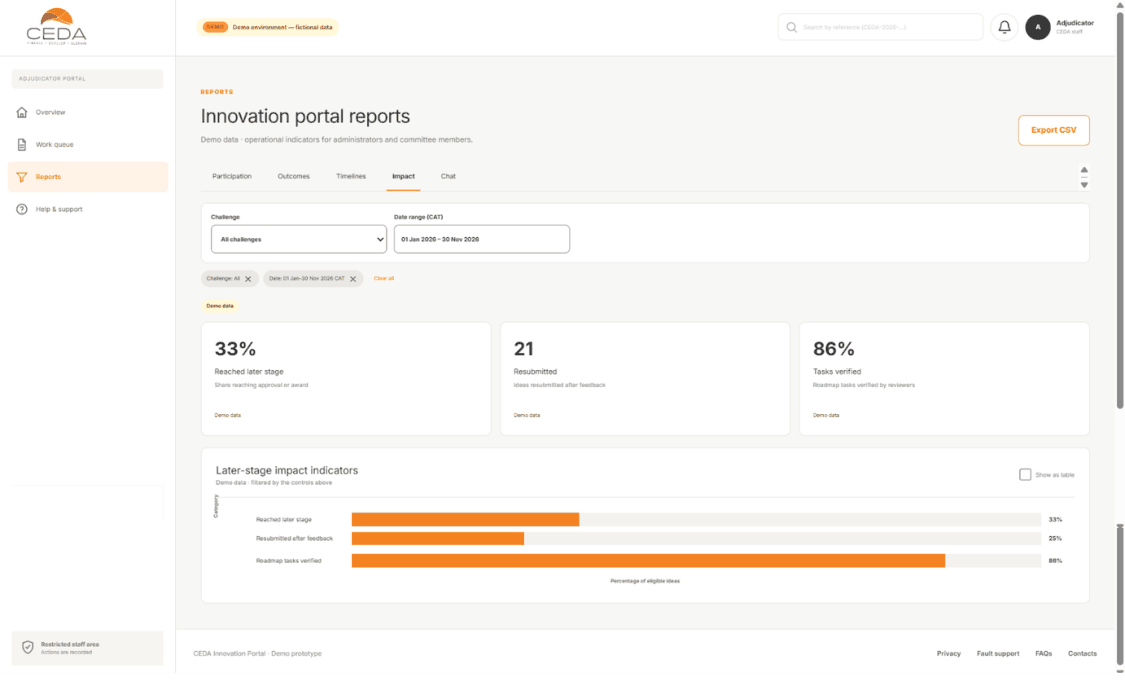 CEDA
DEMO
Demo environment — fictional data
Search by reference (CEDA-2026-...)
A
Adjudicator
CEDA staff
ADJUDICATOR PORTAL
Overview
Work queue
Reports
Help & support
REPORTS
Innovation portal reports
Demo data · operational indicators for administrators and committee members.
Export CSV
Participation
Outcomes
Timelines
Impact
Chat
Challenge
Date range (CAT)
All challenges
01 Jan 2026 – 30 Nov 2026
Challenge: All
Date: 01 Jan–30 Nov 2026 CAT
Clear all
Demo data
33%
Reached later stage
Share reaching approval or award
Demo data
21
Resubmitted
Ideas resubmitted after feedback
Demo data
86%
Tasks verified
Roadmap tasks verified by reviewers
Demo data
Later-stage impact indicators
Demo data · filtered by the controls above
Show as table
Category
Reached later stage
33%
Resubmitted after feedback
25%
Roadmap tasks verified
86%
Percentage of eligible ideas
Restricted staff area
Actions are recorded
CEDA Innovation Portal · Demo prototype
Privacy
Fault support
FAQs
Contacts